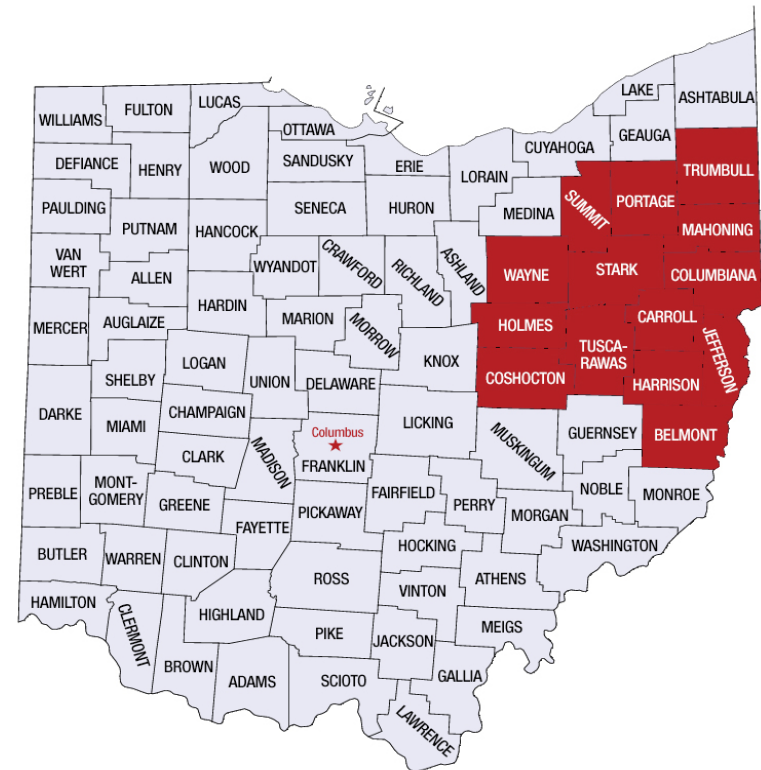 LAKE
ASHTABULA
LUCAS
FULTON
WILLIAMS
OTTAWA
GEAUGA
CUYAHOGA
DEFIANCE
HENRY
WOOD
SANDUSKY
ERIE
LORAIN
TRUMBULL
PAULDING
SENECA
HURON
MEDINA
SUMMIT
PORTAGE
PUTNAM
HANCOCK
MAHONING
VAN
WERT
ALLEN
WYANDOT
CRAWFORD
RICHLAND
ASHLAND
WAYNE
STARK
COLUMBIANA
HARDIN
MERCER
AUGLAIZE
MARION
MORROW
HOLMES
CARROLL
JEFFERSON
TUSCA-
RAWAS
LOGAN
KNOX
COSHOCTON
HARRISON
SHELBY
UNION
DELAWARE
DARKE
CHAMPAIGN
MIAMI
LICKING
MUSKINGUM
GUERNSEY
BELMONT
Columbus
CLARK
MADISON
FRANKLIN
PREBLE
MONT-
GOMERY
GREENE
FAIRFIELD
PERRY
NOBLE
MONROE
PICKAWAY
MORGAN
FAYETTE
BUTLER
WARREN
CLINTON
HOCKING
WASHINGTON
ROSS
VINTON
ATHENS
HAMILTON
CLERMONT
HIGHLAND
PIKE
JACKSON
MEIGS
BROWN
ADAMS
SCIOTO
GALLIA
LAWRENCE